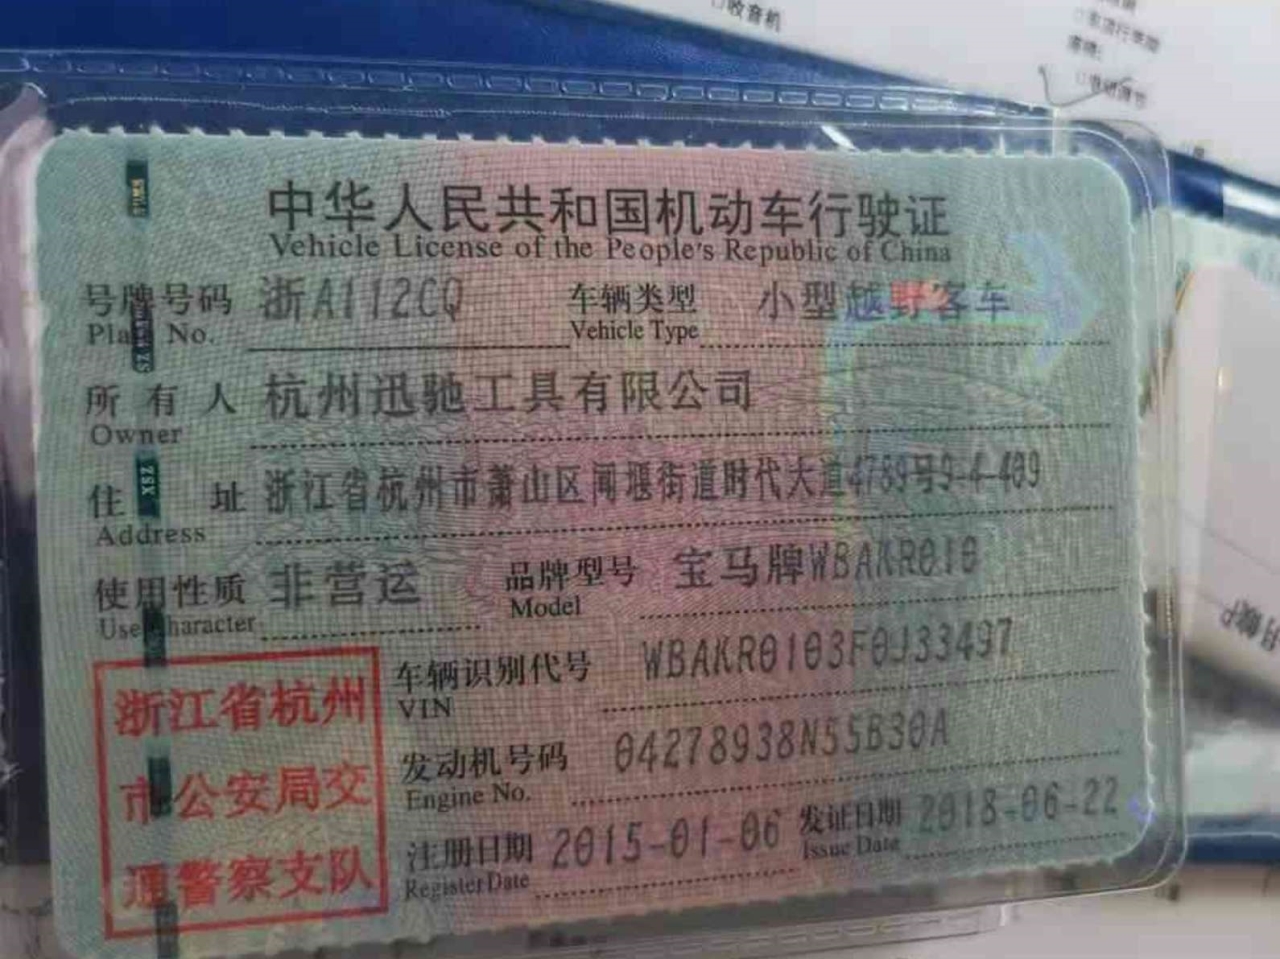 收音机
中华人民共和国机动车行驶证
Vehicle License of the People's Republic of China
号牌号码 浙A112CQ 车辆类型 小型越野客车
Plate No. Vehicle Type
所有人 杭州迅驰工具有限公司
Owner
住址 浙江省杭州市萧山区闻堰街道时代大道4789号3-4-409
Address
使用性质 非营运 品牌型号 宝马牌WBAKR010
Use Character Model
车辆识别代号 WBAKR0103F0J33497
VIN
发动机号码 04278938N55B30A
Engine No.
注册日期 2015-01-06 发证日期 2018-06-22
Register Date Issue Date
浙江省杭州
市公安局交
通警察支队